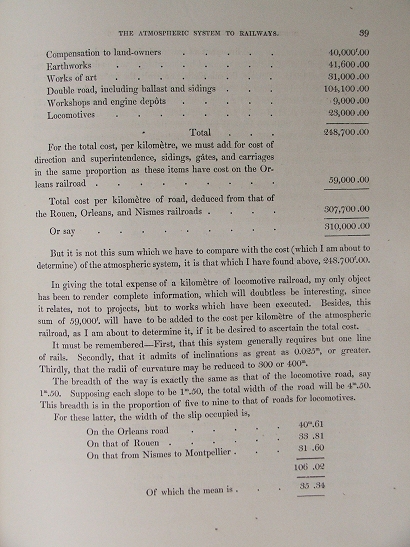 THE ATMOSPHERIC SYSTEM TO RAILWAYS. 39
Compensation to land-owners . . . . . 40,000ᶠ.00
Earthworks . . . . . . . 41,600.00
Works of art . . . . . . . 31,000.00
Double road, including ballast and sidings . . . 104,100.00
Workshops and engine depôts . . . . . 9,000.00
Locomotives . . . . . . . 23,000.00
Total . . . 248,700.00
For the total cost, per kilomètre, we must add for cost of
direction and superintendence, sidings, gates, and carriages
in the same proportion as these items have cost on the Or-
leans railroad . . . . . . . . 59,000.00
Total cost per kilomètre of road, deduced from that of
the Rouen, Orleans, and Nismes railroads . . . . 307,700.00
Or say . . . . . . . 310,000.00
But it is not this sum which we have to compare with the cost (which I am about to
determine) of the atmospheric system, it is that which I have found above, 248.700ᶠ.00.
In giving the total expense of a kilomètre of locomotive railroad, my only object
has been to render complete information, which will doubtless be interesting, since
it relates, not to projects, but to works which have been executed. Besides, this
sum of 59,000ᶠ. will have to be added to the cost per kilomètre of the atmospheric
railroad, as I am about to determine it, if it be desired to ascertain the total cost.
It must be remembered—First, that this system generally requires but one line
of rails. Secondly, that it admits of inclinations as great as 0.025ᵐ, or greater.
Thirdly, that the radii of curvature may be reduced to 300 or 400ᵐ.
The breadth of the way is exactly the same as that of the locomotive road, say
1ᵐ.50. Supposing each slope to be 1ᵐ.50, the total width of the road will be 4ᵐ.50.
This breadth is in the proportion of five to nine to that of roads for locomotives.
For these latter, the width of the slip occupied is,
On the Orleans road . . . . . 40ᵐ.61
On that of Rouen . . . . . 33 .81
On that from Nismes to Montpellier . . . 31 .60
106 .02
Of which the mean is . . . 35 .34